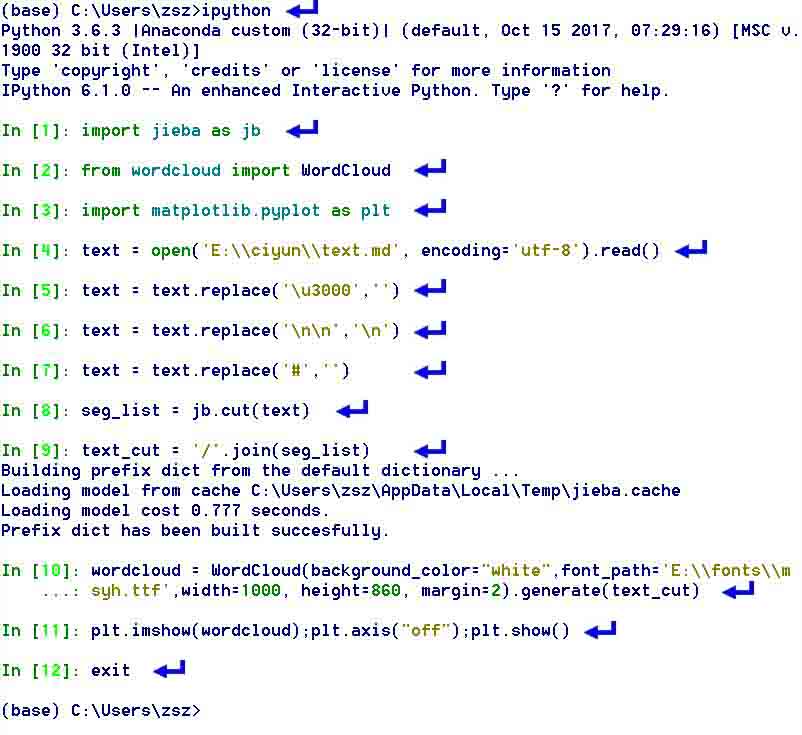 (base) C:\Users\zsz>ipython
Python 3.6.3 |Anaconda custom (32-bit)| (default, Oct 15 2017, 07:29:16) [MSC v.
1900 32 bit (Intel)]
Type 'copyright', 'credits' or 'license' for more information
IPython 6.1.0 -- An enhanced Interactive Python. Type '?' for help.
In [1]: import jieba as jb
In [2]: from wordcloud import WordCloud
In [3]: import matplotlib.pyplot as plt
In [4]: text = open('E:\\ciyun\\text.md', encoding='utf-8').read()
In [5]: text = text.replace('\u3000','')
In [6]: text = text.replace('\n\n','\n')
In [7]: text = text.replace('#','')
In [8]: seg_list = jb.cut(text)
In [9]: text_cut = '/'.join(seg_list)
Building prefix dict from the default dictionary ...
Loading model from cache C:\Users\zsz\AppData\Local\Temp\jieba.cache
Loading model cost 0.777 seconds.
Prefix dict has been built succesfully.
In [10]: wordcloud = WordCloud(background_color="white",font_path='E:\\fonts\\m
    ...: syh.ttf',width=1000, height=860, margin=2).generate(text_cut)
In [11]: plt.imshow(wordcloud);plt.axis("off");plt.show()
In [12]: exit
(base) C:\Users\zsz>